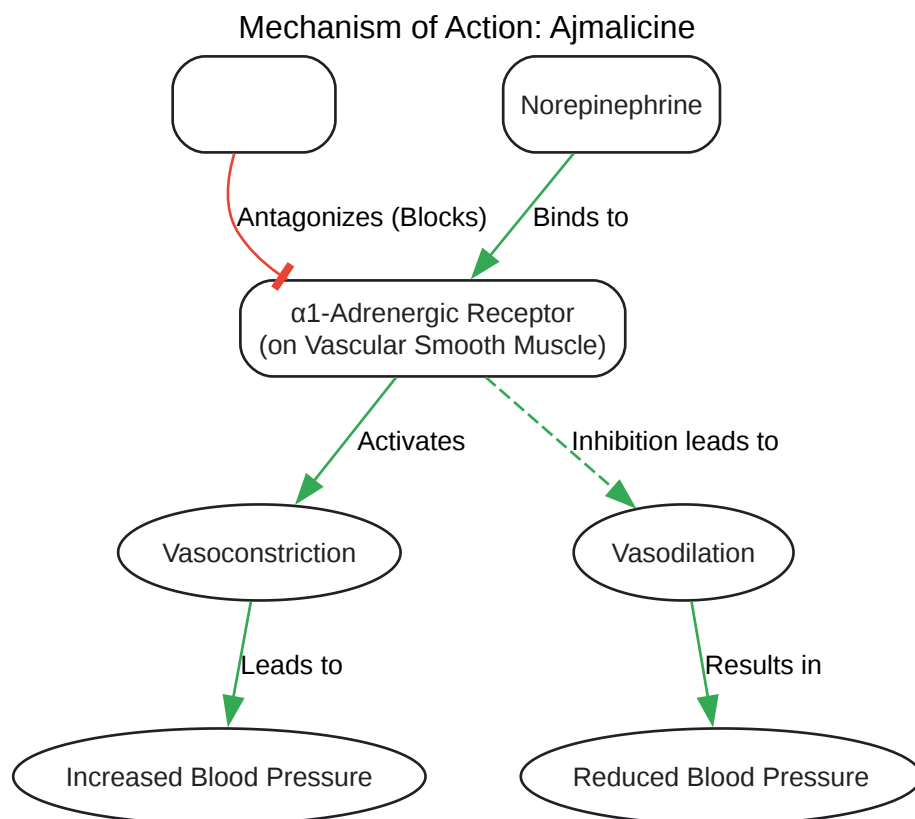 Mechanism of Action: Ajmalicine
Norepinephrine
Antagonizes (Blocks)
Binds to
α1-Adrenergic Receptor
(on Vascular Smooth Muscle)
Activates
Inhibition leads to
Vasoconstriction
Vasodilation
Leads to
Results in
Increased Blood Pressure
Reduced Blood Pressure